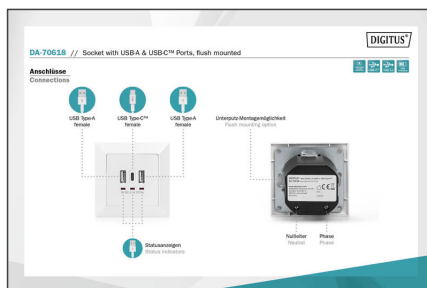 DIGITUS®
DA-70618 // Socket with USB-A & USB-C™ Ports, flush mounted
Anschlüsse
Connections
USB Type-A
female
USB Type-C™
female
USB Type-A
female
Unterputz-Montagemöglichkeit
Flush mounting option
Statusanzeigen
Status indicators
Nullleiter
Neutral
Phase
Phase